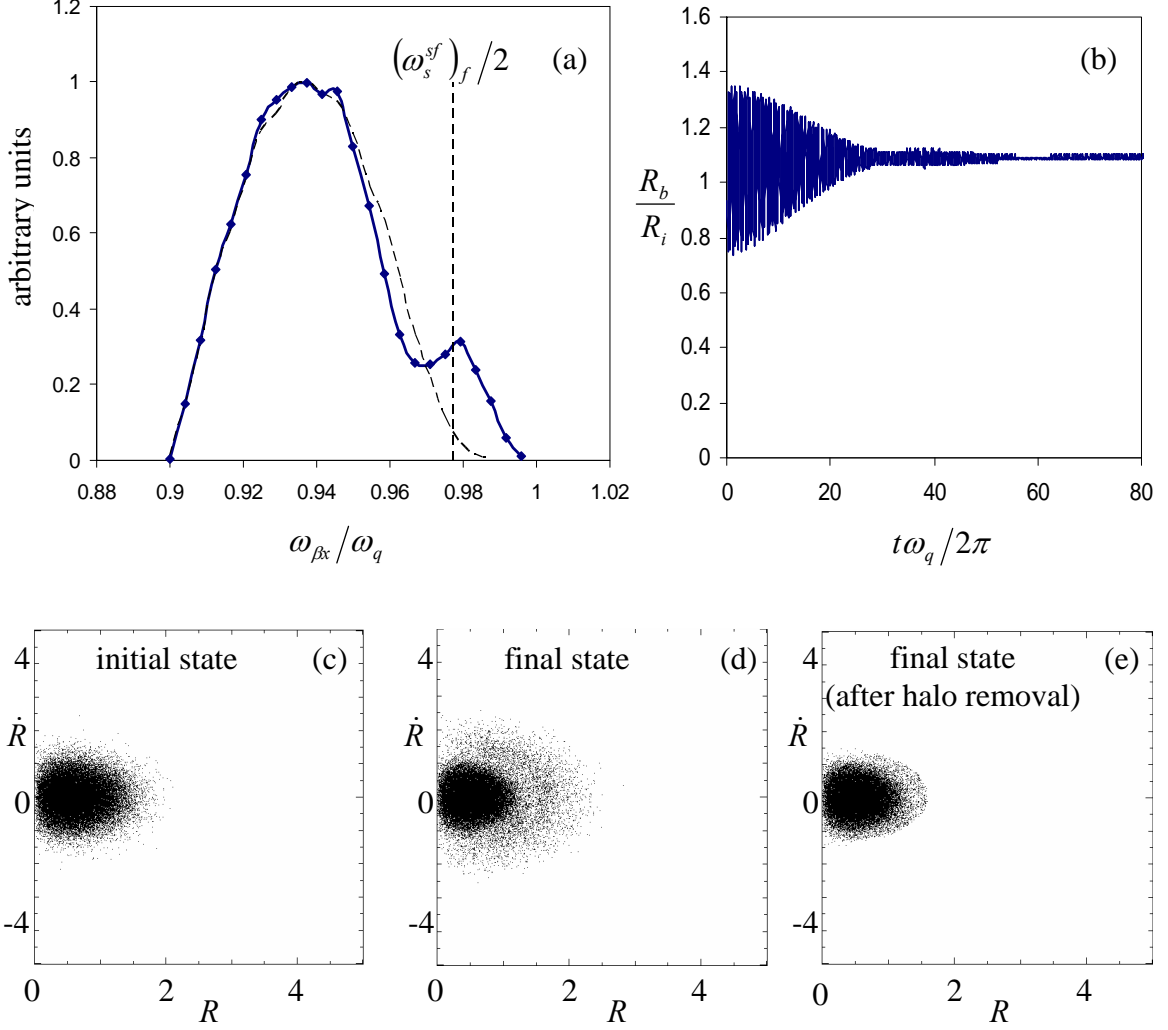 1.2
1
0.8
0.6
0.4
0.2
0
arbitrary units
(ω_s^{sf})_f/2
(a)
0.88 0.9 0.92 0.94 0.96 0.98 1 1.02
ω_{βx}/ω_q
1.6
1.4
1.2
1
0.8
0.6
0.4
0.2
0
R_b
R_i
(b)
0 20 40 60 80
tω_q/2π
initial state (c)
4
Ṙ
0
-4
0 2 4
R
final state (d)
4
Ṙ
0
-4
0 2 4
R
final state (e)
(after halo removal)
4
Ṙ
0
-4
0 2 4
R